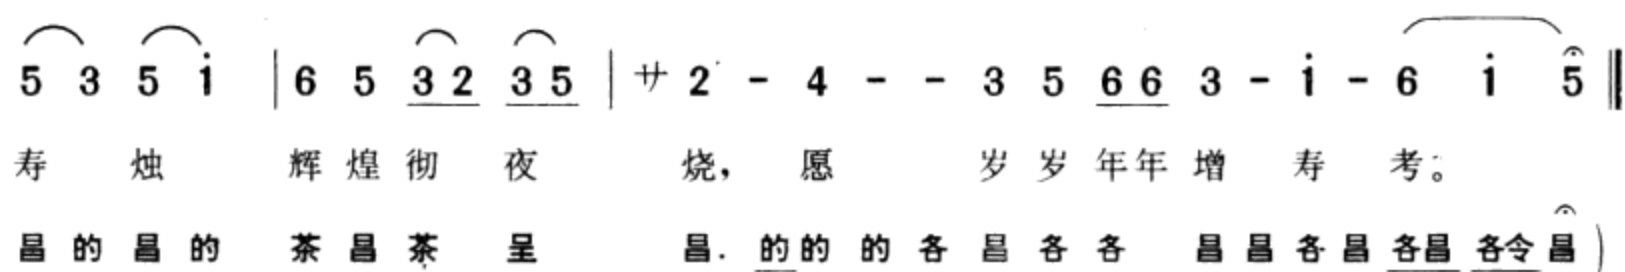 5 3 5 i | 6 5 3 2 3 5 | 廾 2 - 4 - - 3 5 6 6 3 - i - 6 i 5 ‖
寿 烛 辉 煌 彻 夜 烧， 愿 岁 岁 年 年 增 寿 考。
昌 的 昌 的 茶 昌 茶 呈 昌 . 的 的 的 各 昌 各 各 昌 昌 各 昌 各 昌 各 令 昌 )